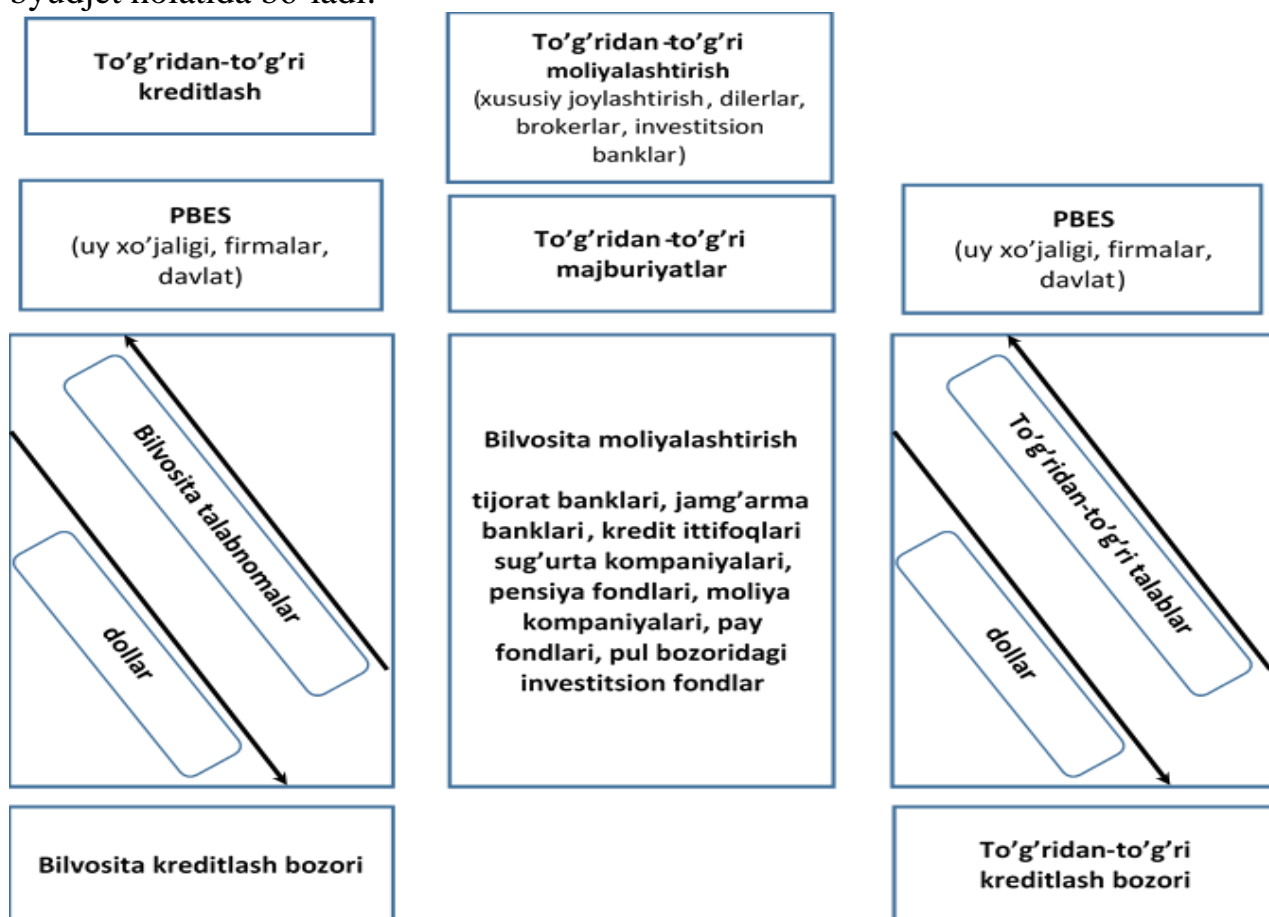 To'g'ridan-to'g'ri
kreditlash
To'g'ridan-to'g'ri
moliyalashtirish
(xususiy joylashtirish, dilerlar,
brokerlar, investitsion
banklar)
PBES
(uy xo'jaligi, firmalar,
davlat)
To'g'ridan-to'g'ri
majburiyatlar
PBES
(uy xo'jaligi, firmalar,
davlat)
Bilvosita talabnomalar
dollar
Bilvosita moliyalashtirish
tijorat banklari, jamg'arma
banklari, kredit ittifoqlari
sug'urta kompaniyalari,
pensiya fondlari, moliya
kompaniyalari, pay
fondlari, pul bozoridagi
investitsion fondlar
To'g'ridan-to'g'ri talablar
dollar
Bilvosita kreditlash bozori
To'g'ridan-to'g'ri
kreditlash bozori